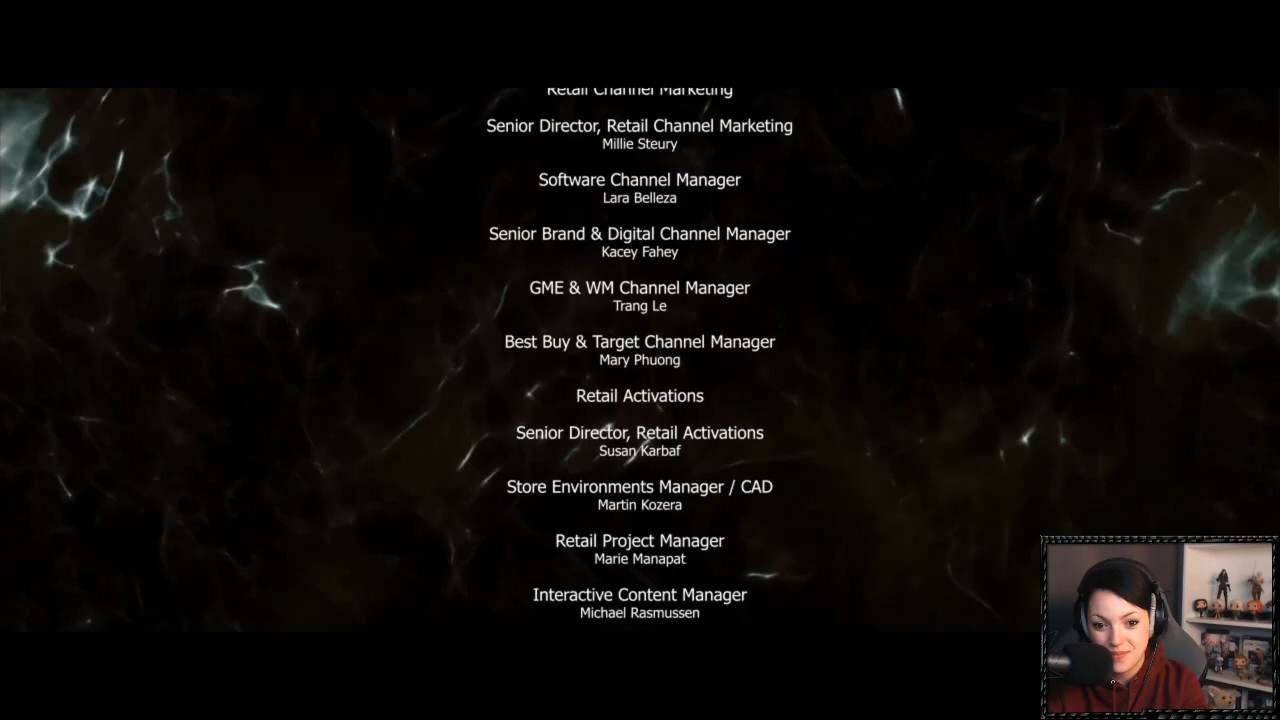 Retail Channel Marketing
Senior Director, Retail Channel Marketing
Millie Steury
Software Channel Manager
Lara Belleza
Senior Brand & Digital Channel Manager
Kacey Fahey
GME & WM Channel Manager
Trang Le
Best Buy & Target Channel Manager
Mary Phuong
Retail Activations
Senior Director, Retail Activations
Susan Karbaf
Store Environments Manager / CAD
Martin Kozera
Retail Project Manager
Marie Manapat
Interactive Content Manager
Michael Rasmussen